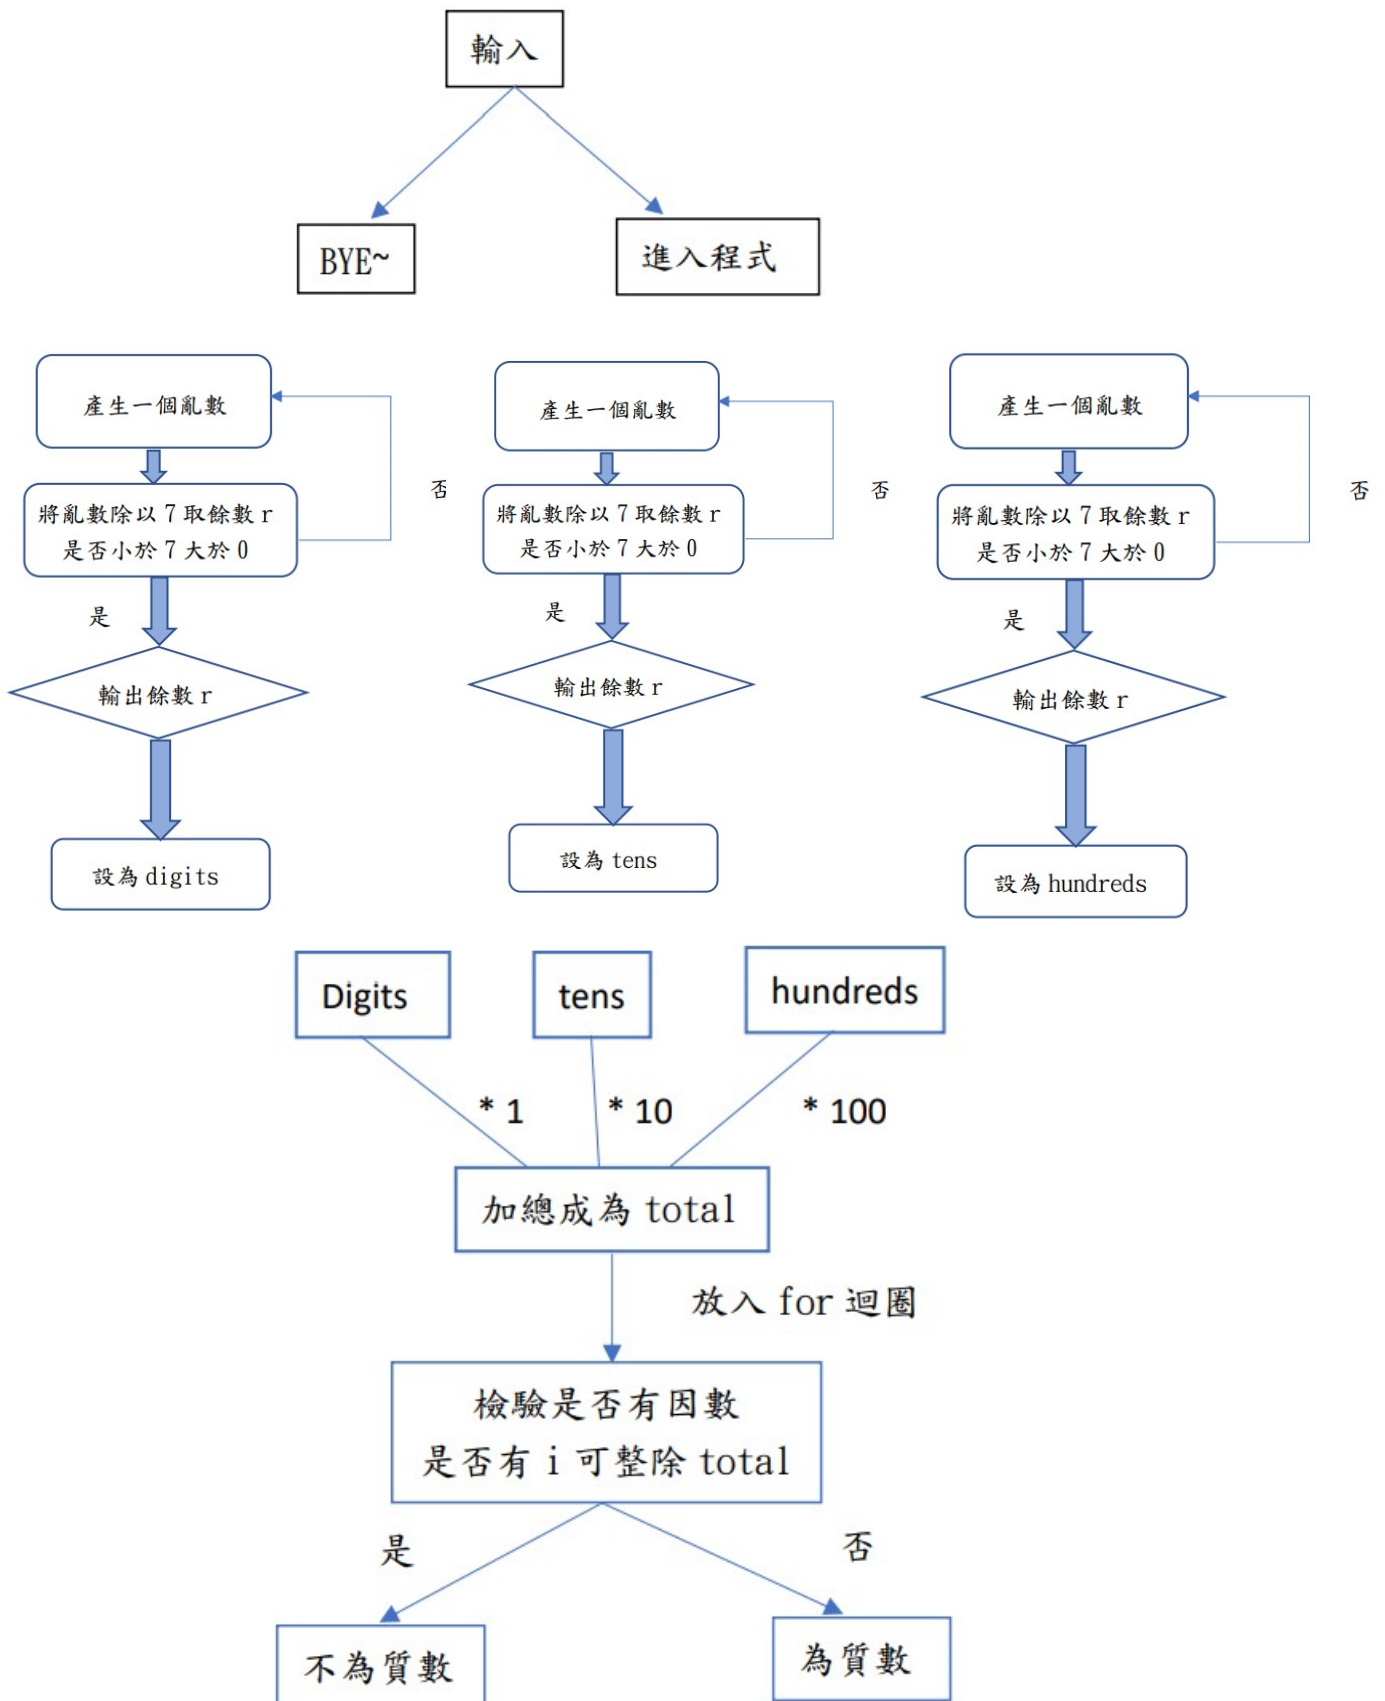 輸入
BYE~
進入程式
產生一個亂數
產生一個亂數
產生一個亂數
否
否
否
將亂數除以 7 取餘數 r
是否小於 7 大於 0
將亂數除以 7 取餘數 r
是否小於 7 大於 0
將亂數除以 7 取餘數 r
是否小於 7 大於 0
是
是
是
輸出餘數 r
輸出餘數 r
輸出餘數 r
設為 digits
設為 tens
設為 hundreds
Digits
tens
hundreds
* 1
* 10
* 100
加總成為 total
放入 for 迴圈
檢驗是否有因數
是否有 i 可整除 total
是
否
不為質數
為質數